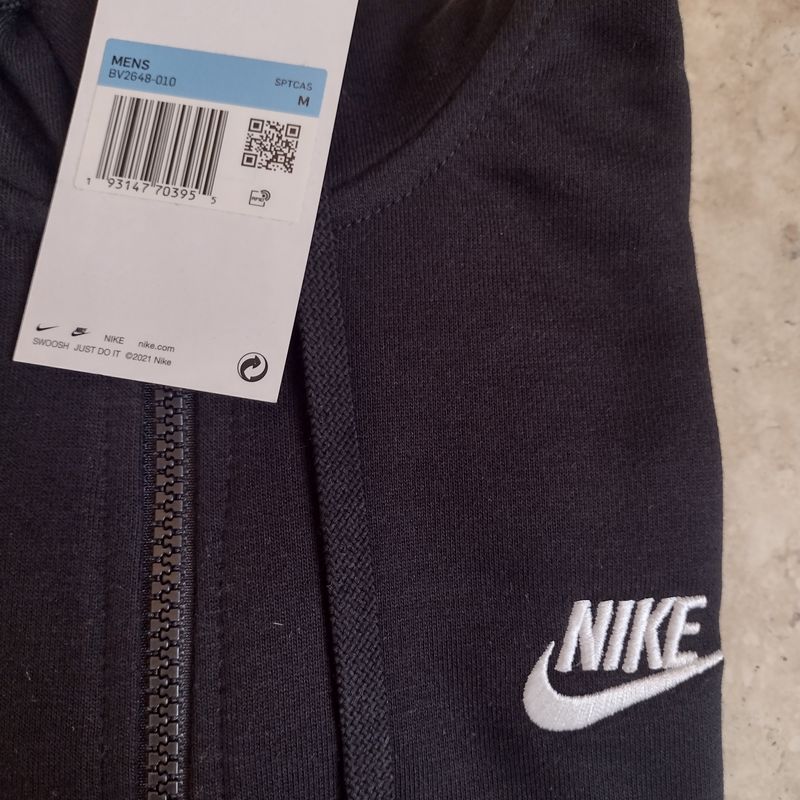 MENS
BV2648-010
SPTCAS
M
1 93147 70395 5
RFID
NIKE nike.com
SWOOSH JUST DO IT ©2021 Nike
NIKE